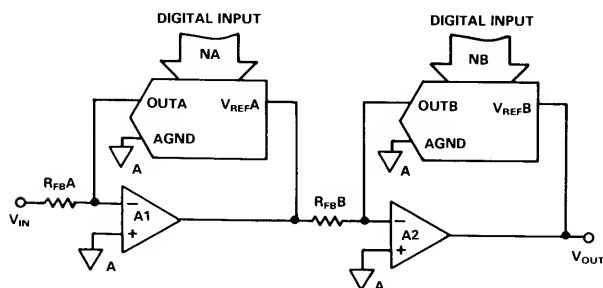 DIGITAL INPUT
NA
OUTA
VREFA
AGND
A
RFBA
VIN
A1
−
+
A
DIGITAL INPUT
NB
OUTB
VREFB
AGND
A
RFBB
−
A2
+
A
VOUT